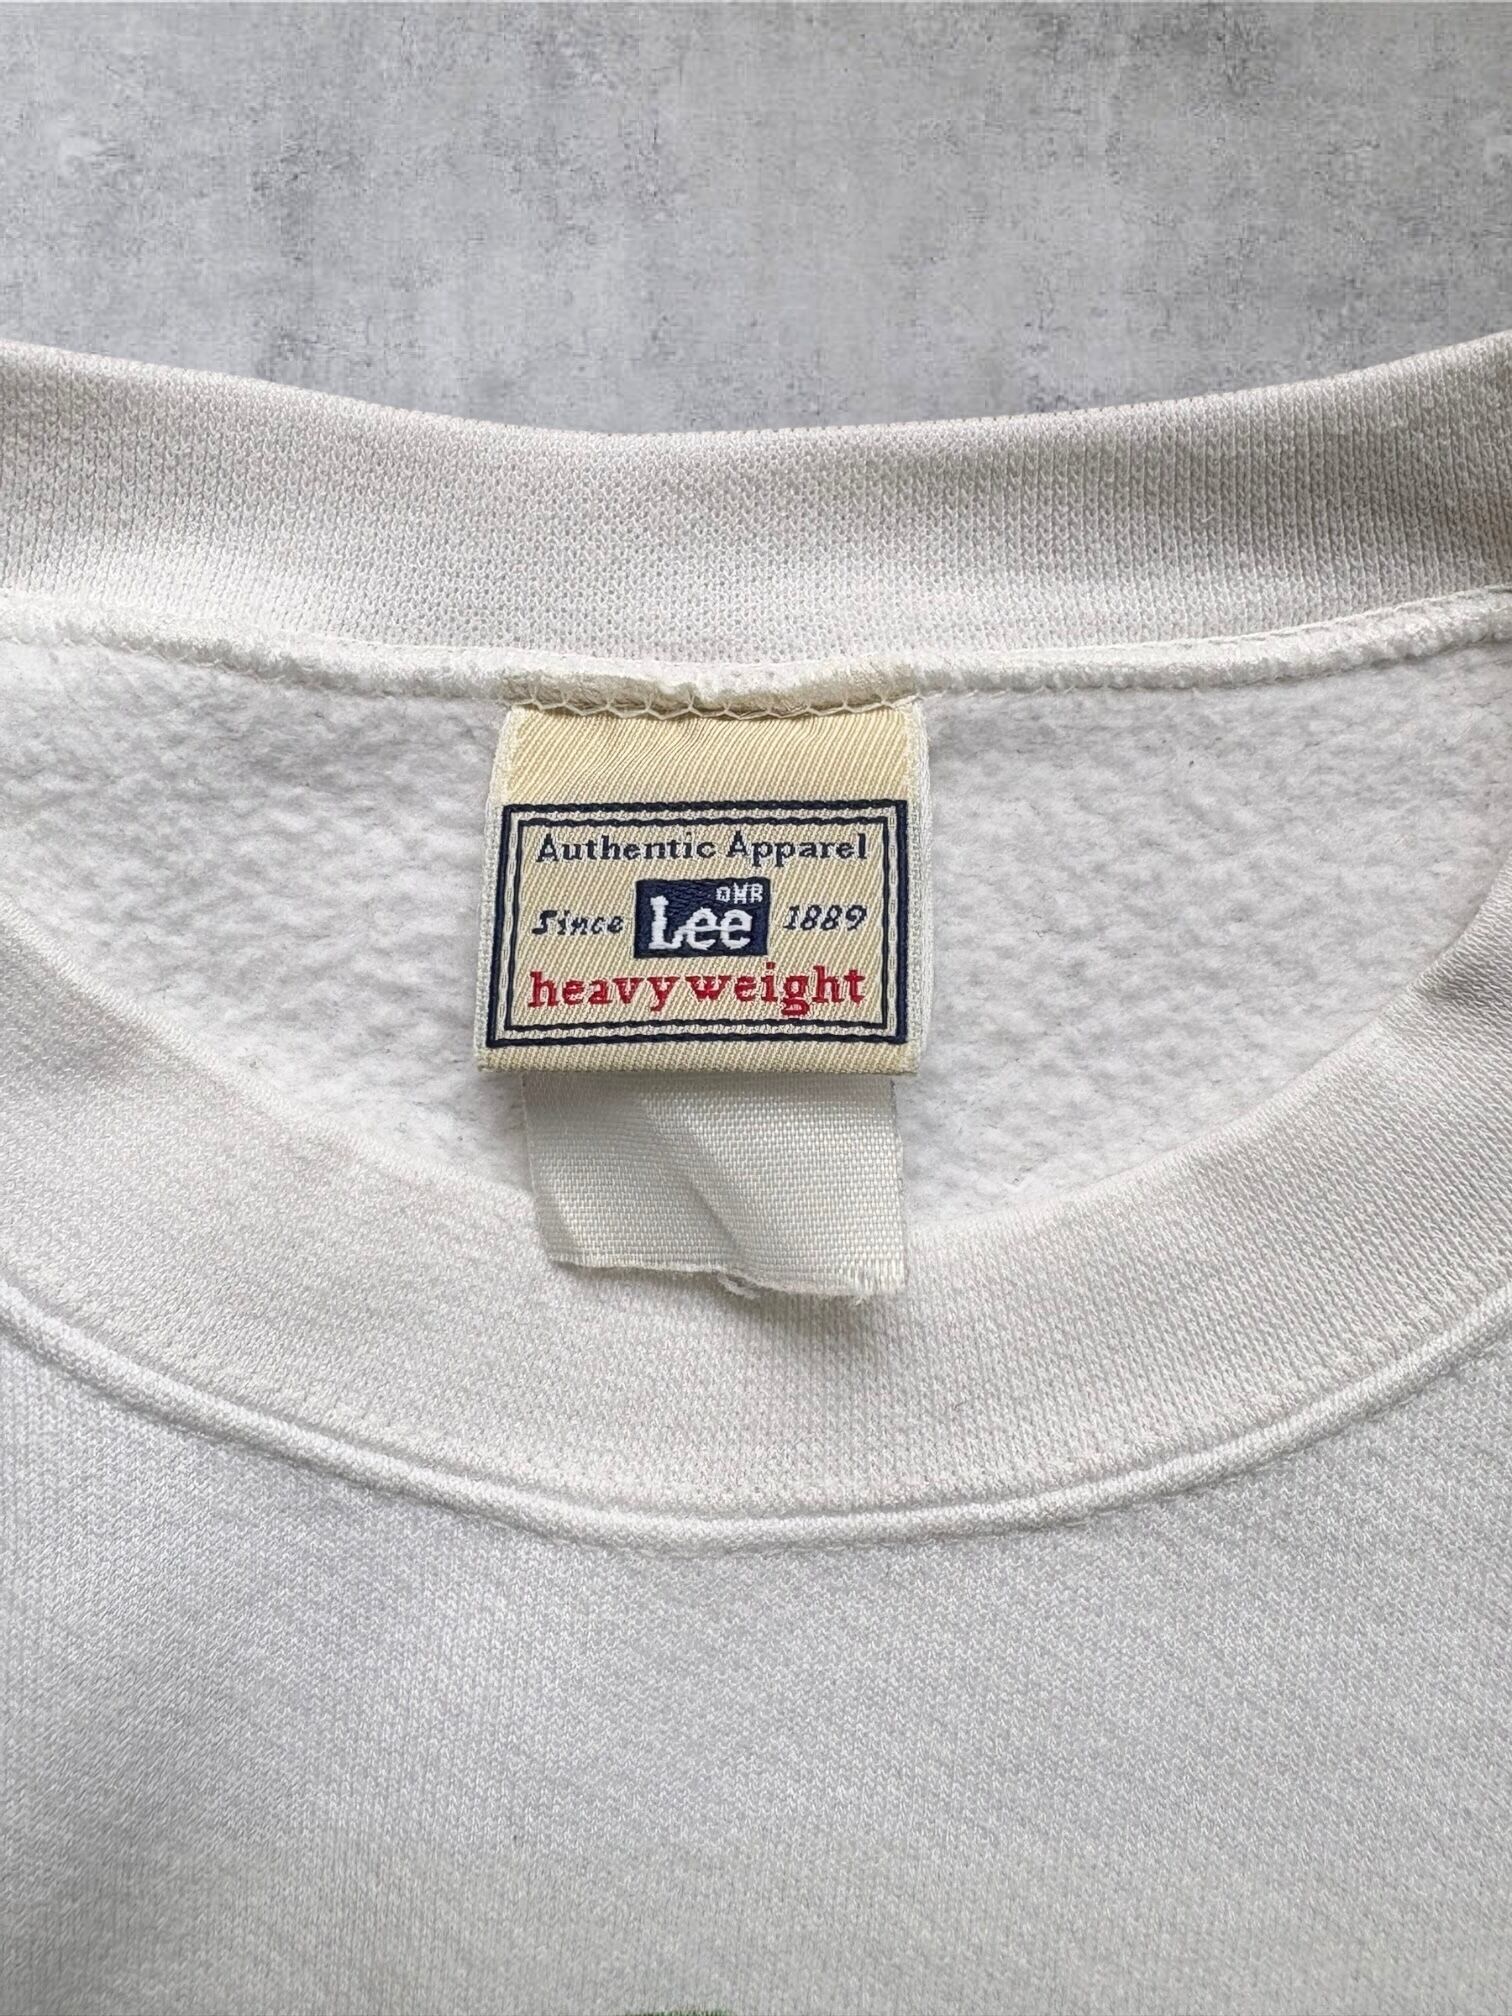 Authentic Apparel
Since Lee 1889
heavyweight